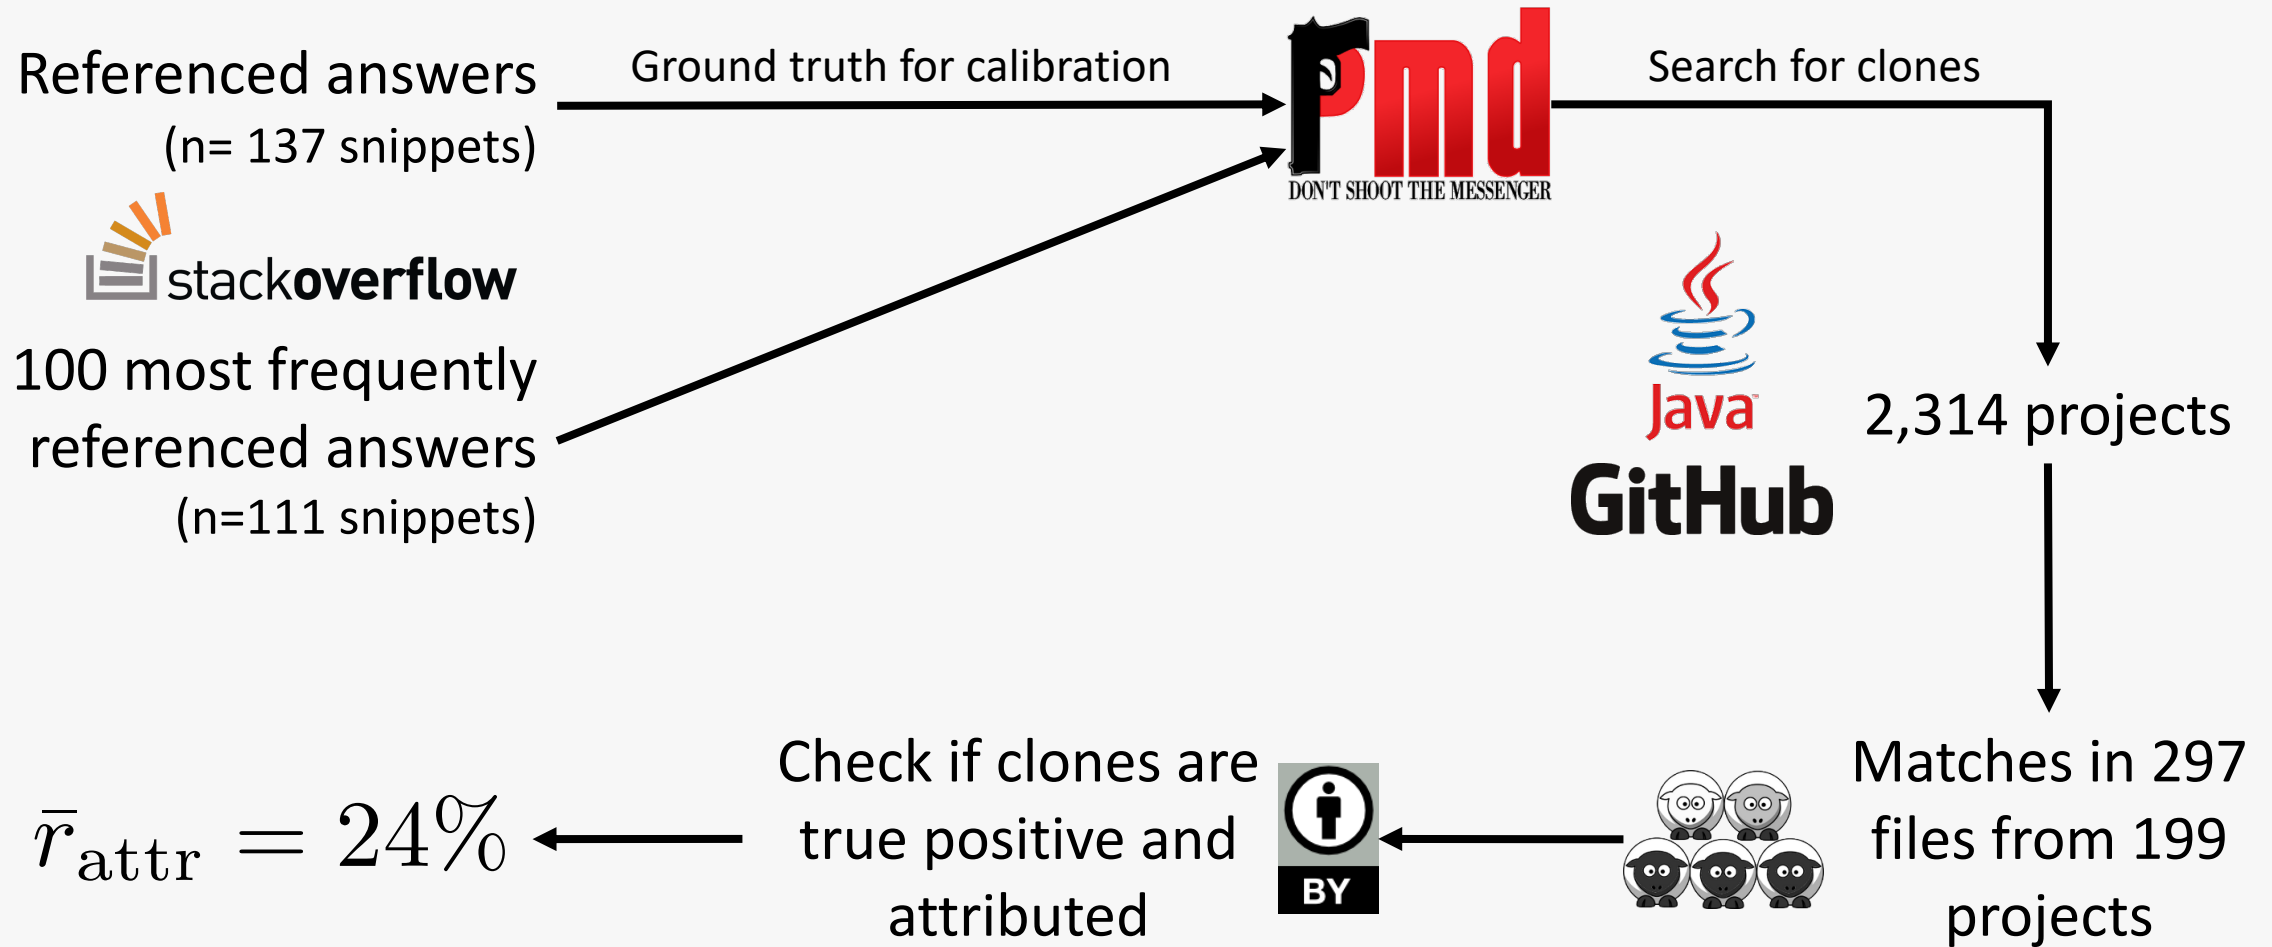 Referenced answers
(n= 137 snippets)
Ground truth for calibration
Pmd
DON'T SHOOT THE MESSENGER
Search for clones
stackoverflow
100 most frequently
referenced answers
(n=111 snippets)
Java™
GitHub
2,314 projects
Matches in 297
files from 199
projects
BY
Check if clones are
true positive and
attributed
r̄attr = 24%